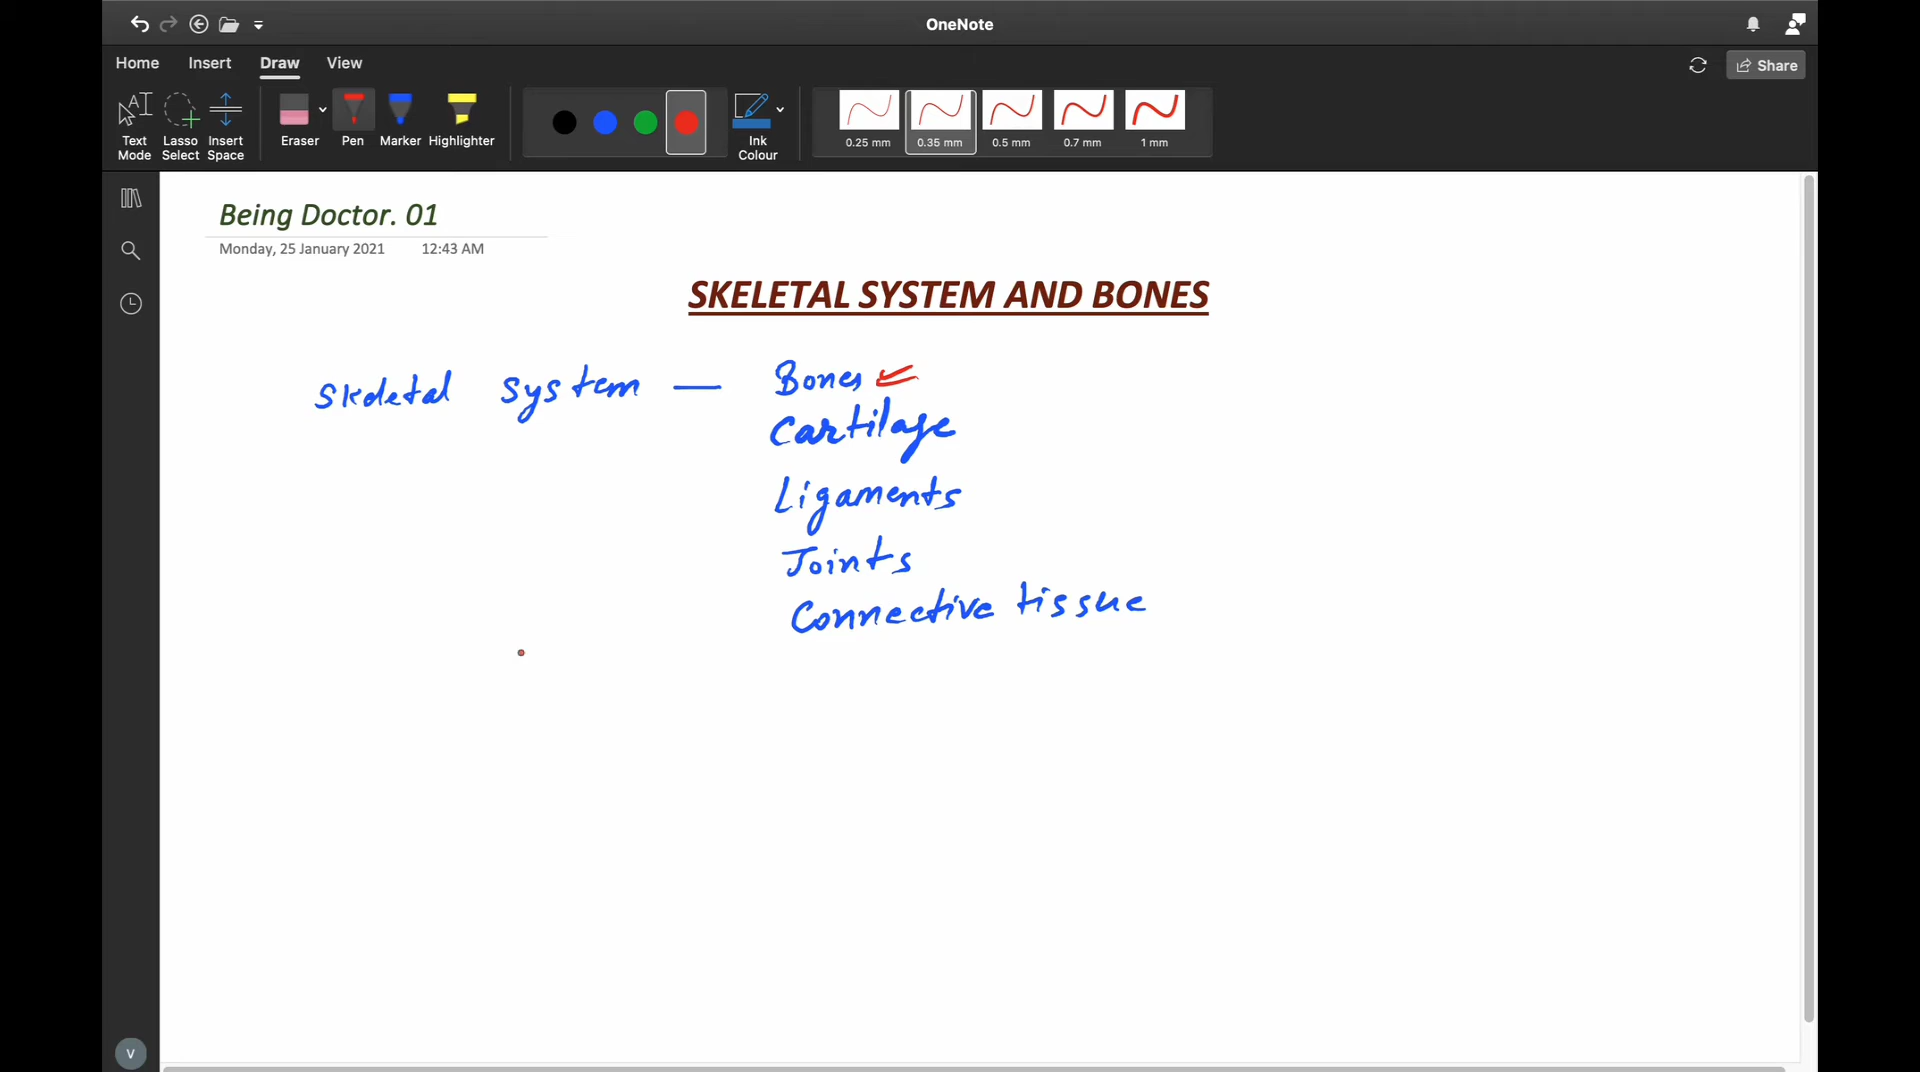 OneNote
Home Insert Draw View
Share
Text Mode
Lasso Select
Insert Space
Eraser
Pen
Marker
Highlighter
Ink Colour
0.25 mm
0.35 mm
0.5 mm
0.7 mm
1 mm
Being Doctor. 01
Monday, 25 January 2021 12:43 AM
SKELETAL SYSTEM AND BONES
Skeletal System — Bones
Cartilage
Ligaments
Joints
Connective tissue
V